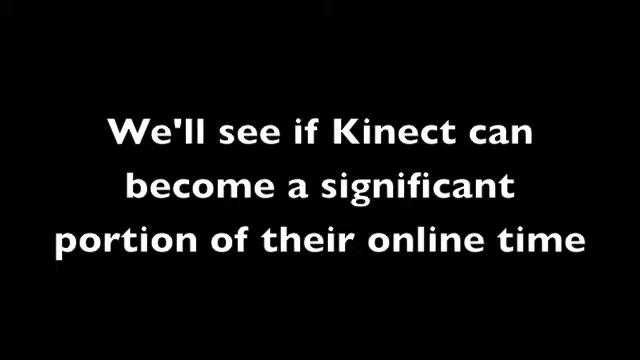 We'll see if Kinect can
become a significant
portion of their online time